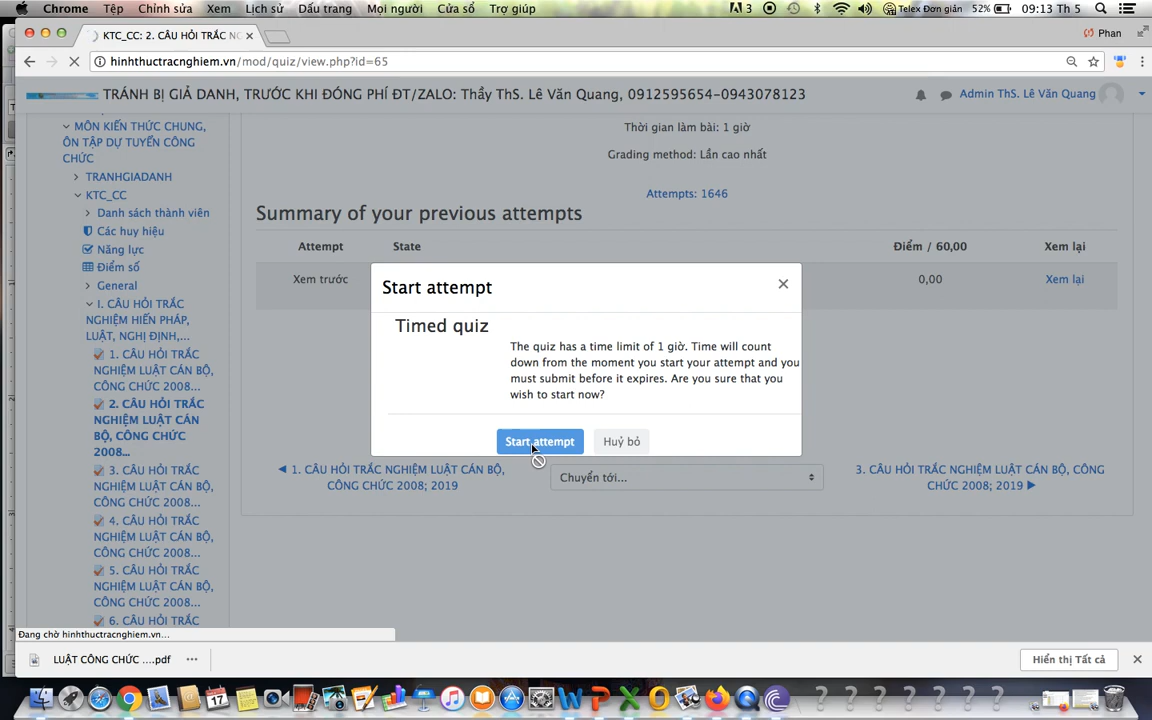 Chrome Tệp Chỉnh sửa Xem Lịch sử Dấu trang Mọi người Cửa sổ Trợ giúp 3 Telex Đơn giản 52% 09:13 Th 5
KTC_CC: 2. CÂU HỎI TRẮC N
Phan
hinhthuctracnghiem.vn/mod/quiz/view.php?id=65
TRÁNH BỊ GIẢ DANH, TRƯỚC KHI ĐÓNG PHÍ ĐT/ZALO: Thầy ThS. Lê Văn Quang, 0912595654-0943078123
Admin ThS. Lê Văn Quang
MÔN KIẾN THỨC CHUNG,
ÔN TẬP DỰ TUYỂN CÔNG
CHỨC
TRANHGIADANH
KTC_CC
Danh sách thành viên
Các huy hiệu
Năng lực
Điểm số
General
I. CÂU HỎI TRẮC
NGHIỆM HIẾN PHÁP,
LUẬT, NGHỊ ĐỊNH,...
1. CÂU HỎI TRẮC
NGHIỆM LUẬT CÁN BỘ,
CÔNG CHỨC 2008...
2. CÂU HỎI TRẮC
NGHIỆM LUẬT CÁN
BỘ, CÔNG CHỨC
2008...
3. CÂU HỎI TRẮC
NGHIỆM LUẬT CÁN BỘ,
CÔNG CHỨC 2008...
4. CÂU HỎI TRẮC
NGHIỆM LUẬT CÁN BỘ,
CÔNG CHỨC 2008...
5. CÂU HỎI TRẮC
NGHIỆM LUẬT CÁN BỘ,
CÔNG CHỨC 2008...
6. CÂU HỎI TRẮC
Thời gian làm bài: 1 giờ
Grading method: Lần cao nhất
Attempts: 1646
Summary of your previous attempts
Attempt State Điểm / 60,00 Xem lại
Xem trước 0,00 Xem lại
Start attempt
Timed quiz
The quiz has a time limit of 1 giờ. Time will count
down from the moment you start your attempt and you
must submit before it expires. Are you sure that you
wish to start now?
Start attempt Huỷ bỏ
1. CÂU HỎI TRẮC NGHIỆM LUẬT CÁN BỘ,
CÔNG CHỨC 2008; 2019
Chuyển tới...
3. CÂU HỎI TRẮC NGHIỆM LUẬT CÁN BỘ, CÔNG
CHỨC 2008; 2019
Đang chờ hinhthuctracnghiem.vn...
LUẬT CÔNG CHỨC ....pdf
Hiển thị Tất cả
17